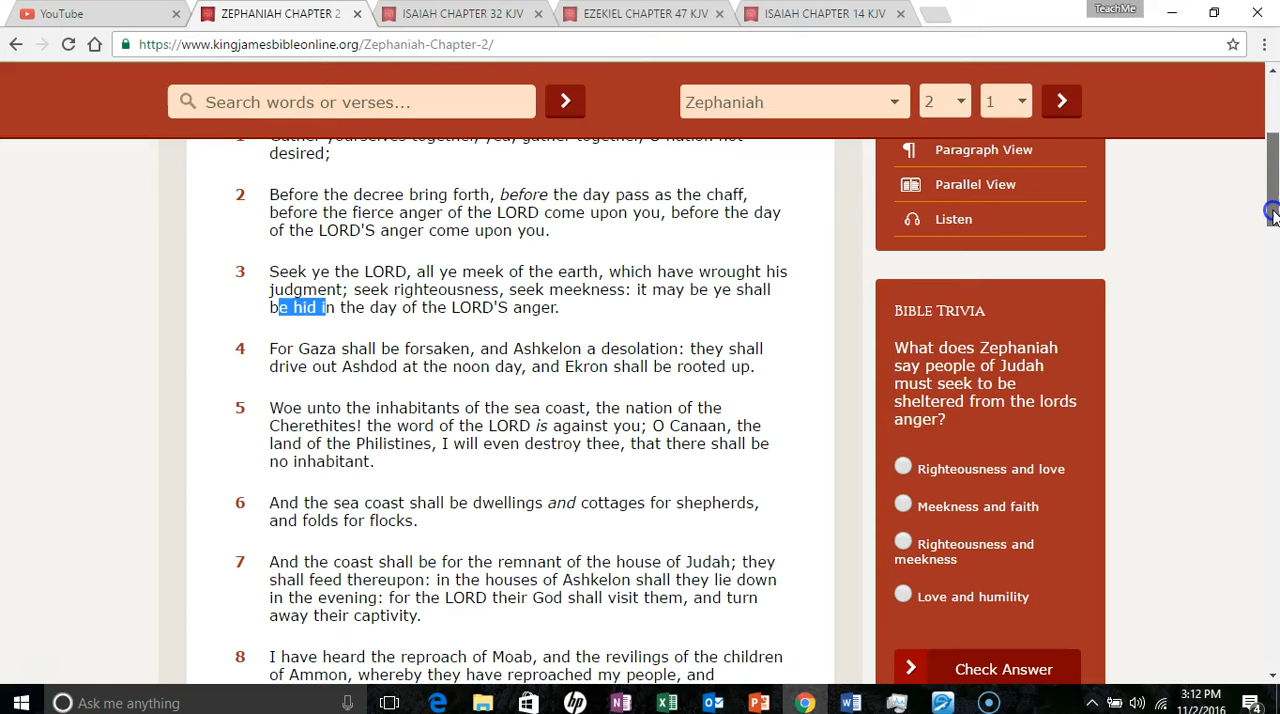 YouTube
ZEPHANIAH CHAPTER 2
ISAIAH CHAPTER 32 KJV
EZEKIEL CHAPTER 47 KJV
ISAIAH CHAPTER 14 KJV
TeachMe
https://www.kingjamesbibleonline.org/Zephaniah-Chapter-2/
Search words or verses...
Zephaniah
2
1
1 Gather yourselves together, yea, gather together, O nation not
desired;
2 Before the decree bring forth, before the day pass as the chaff,
before the fierce anger of the LORD come upon you, before the day
of the LORD'S anger come upon you.
3 Seek ye the LORD, all ye meek of the earth, which have wrought his
judgment; seek righteousness, seek meekness: it may be ye shall
be hid in the day of the LORD'S anger.
4 For Gaza shall be forsaken, and Ashkelon a desolation: they shall
drive out Ashdod at the noon day, and Ekron shall be rooted up.
5 Woe unto the inhabitants of the sea coast, the nation of the
Cherethites! the word of the LORD is against you; O Canaan, the
land of the Philistines, I will even destroy thee, that there shall be
no inhabitant.
6 And the sea coast shall be dwellings and cottages for shepherds,
and folds for flocks.
7 And the coast shall be for the remnant of the house of Judah; they
shall feed thereupon: in the houses of Ashkelon shall they lie down
in the evening: for the LORD their God shall visit them, and turn
away their captivity.
8 I have heard the reproach of Moab, and the revilings of the children
of Ammon, whereby they have reproached my people, and
Paragraph View
Parallel View
Listen
BIBLE TRIVIA
What does Zephaniah
say people of Judah
must seek to be
sheltered from the lords
anger?
Righteousness and love
Meekness and faith
Righteousness and
meekness
Love and humility
Check Answer
Ask me anything
3:12 PM
11/2/2016
4